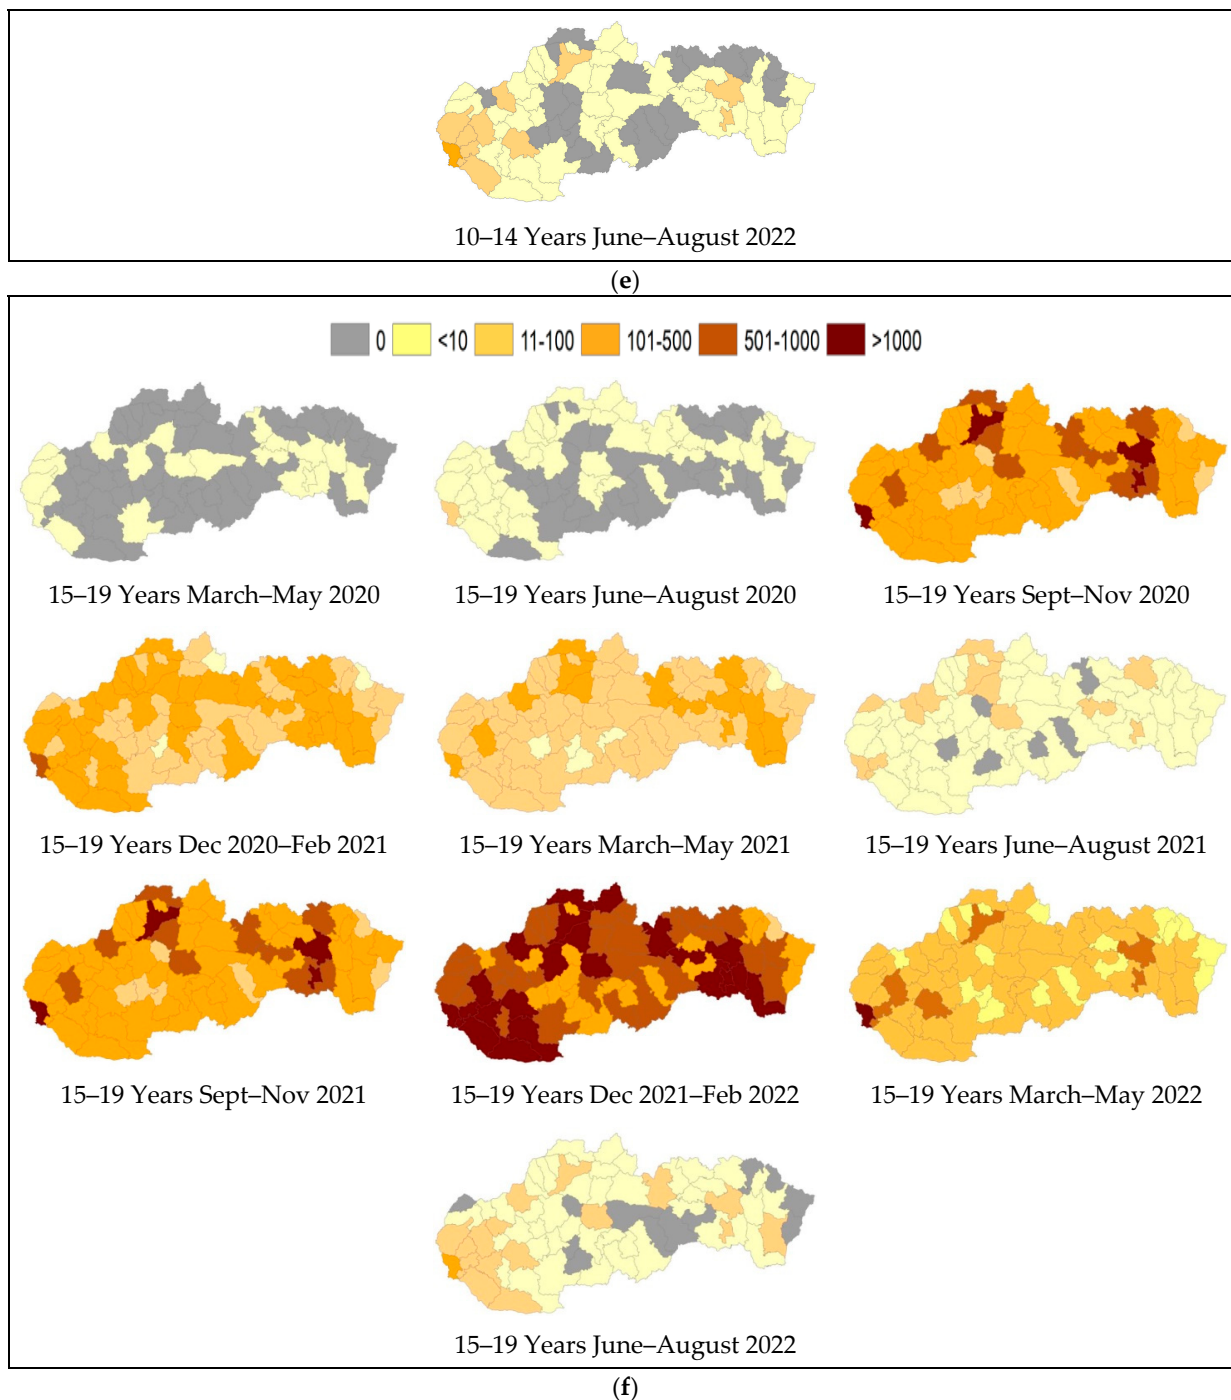 10–14 Years June–August 2022
(e)
0 <10 11-100 101-500 501-1000 >1000
15–19 Years March–May 2020 15–19 Years June–August 2020 15–19 Years Sept–Nov 2020
15–19 Years Dec 2020–Feb 2021 15–19 Years March–May 2021 15–19 Years June–August 2021
15–19 Years Sept–Nov 2021 15–19 Years Dec 2021–Feb 2022 15–19 Years March–May 2022
15–19 Years June–August 2022
(f)